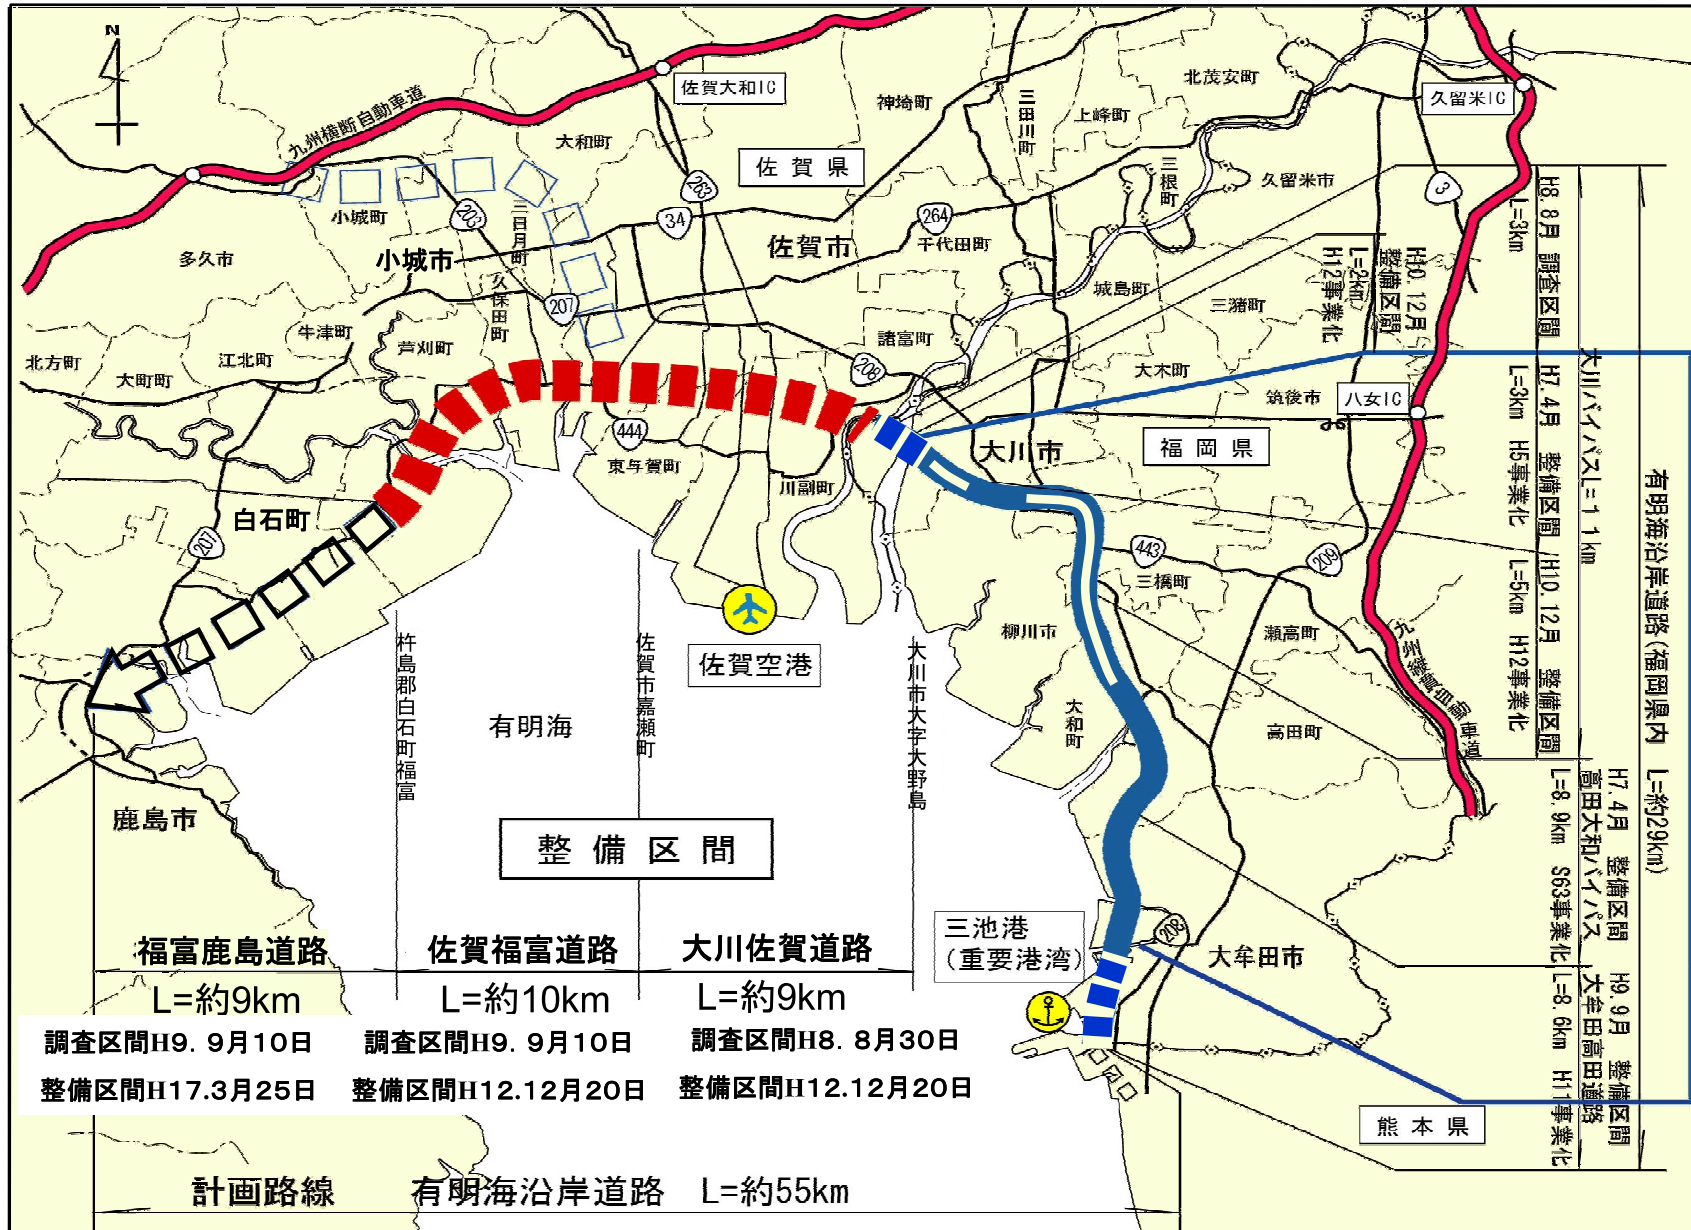 N
九州横断自動車道
佐賀大和IC
神埼町
三田川町
北茂安町
上峰町
久留米IC
大和町
佐賀県
三根町
久留米市
3
263
203
34
264
小城町
三日月町
多久市
小城市
佐賀市
千代田町
久保田町
207
城島町
三潴町
牛津町
芦刈町
諸富町
北方町
大町町
江北町
208
大木町
筑後市
八女IC
444
東与賀町
川副町
大川市
福岡県
白石町
207
443
209
三橋町
佐賀空港
柳川市
瀬高町
九州縦貫自動車道
杵島郡白石町福富
佐賀市嘉瀬町
大川市大字大野島
有明海
大和町
高田町
鹿島市
整備区間
三池港
(重要港湾)
208
大牟田市
熊本県
福富鹿島道路
佐賀福富道路
大川佐賀道路
L=約9km
L=約10km
L=約9km
調査区間H9. 9月10日
調査区間H9. 9月10日
調査区間H8. 8月30日
整備区間H17.3月25日
整備区間H12.12月20日
整備区間H12.12月20日
計画路線 有明海沿岸道路 L=約55km
有明海沿岸道路(福岡県内 L=約29km)
大川バイパスL=11km
H8. 8月 調査区間
L=3km
H10. 12月
整備区間
L=2km
H12事業化
H7. 4月 整備区間
L=3km H5事業化
H10. 12月 整備区間
L=5km H12事業化
H7. 4月 整備区間
高田大和バイパス
L=8. 9km S63事業化
H9. 9月 整備区間
大牟田高田道路
L=8. 6km H11事業化